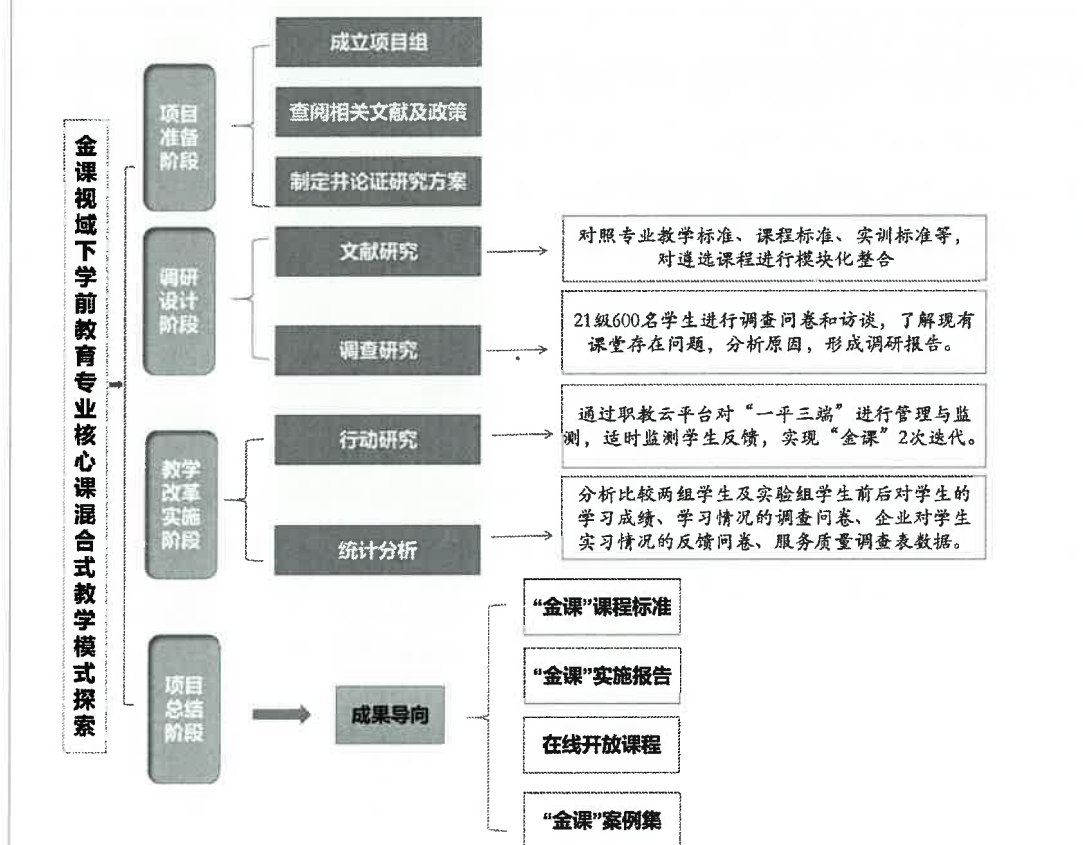 金课视域下学前教育专业核心课混合式教学模式探索
项目
准备
阶段
成立项目组
查阅相关文献及政策
制定并论证研究方案
调研
设计
阶段
文献研究
对照专业教学标准、课程标准、实训标准等，
对遴选课程进行模块化整合
调查研究
21级600名学生进行调查问卷和访谈，了解现有
课堂存在问题，分析原因，形成调研报告。
教学
改革
实施
阶段
行动研究
通过职教云平台对“一平三端”进行管理与监
测，适时监测学生反馈，实现“金课”2次迭代。
统计分析
分析比较两组学生及实验组学生前后对学生的
学习成绩、学习情况的调查问卷、企业对学生
实习情况的反馈问卷、服务质量调查表数据。
项目
总结
阶段
成果导向
“金课”课程标准
“金课”实施报告
在线开放课程
“金课”案例集